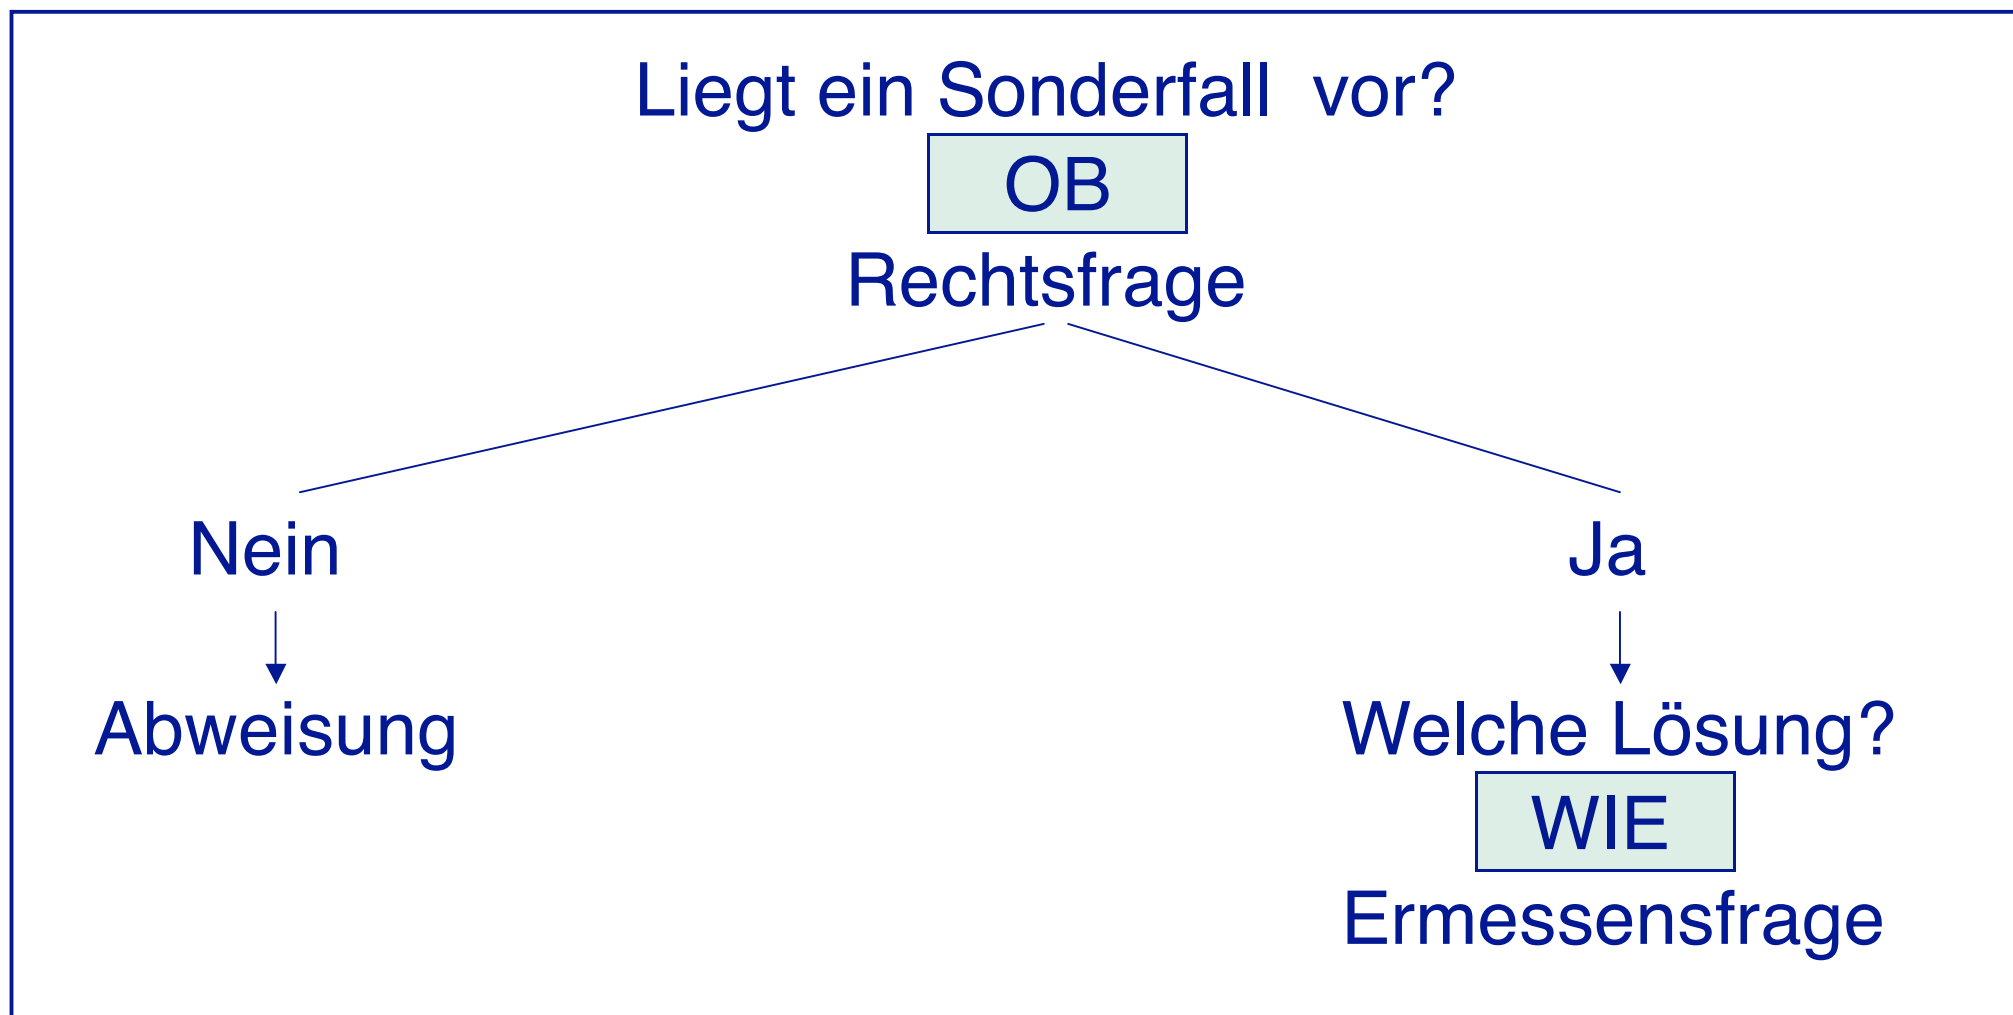 Liegt ein Sonderfall vor?
OB
Rechtsfrage
Nein
Ja
Abweisung
Welche Lösung?
WIE
Ermessensfrage